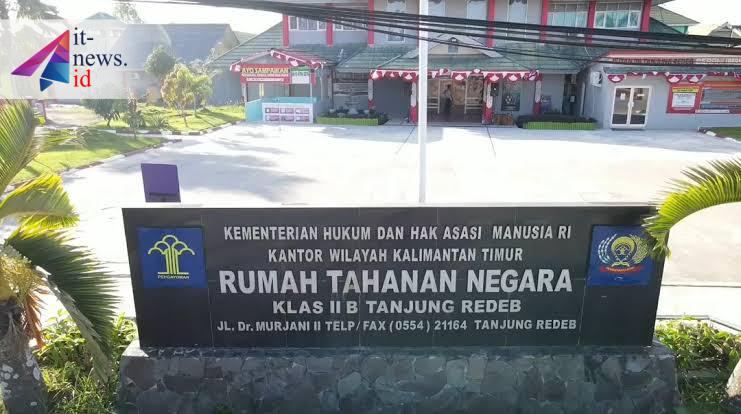 it-
news.
id
AYO SAMPAIKAN
KEMENTERIAN HUKUM DAN HAK ASASI MANUSIA RI
KANTOR WILAYAH KALIMANTAN TIMUR
RUMAH TAHANAN NEGARA
KLAS II B TANJUNG REDEB
JL. Dr. MURJANI II TELP/FAX (0554) 21164 TANJUNG REDEB
PENGAYOMAN